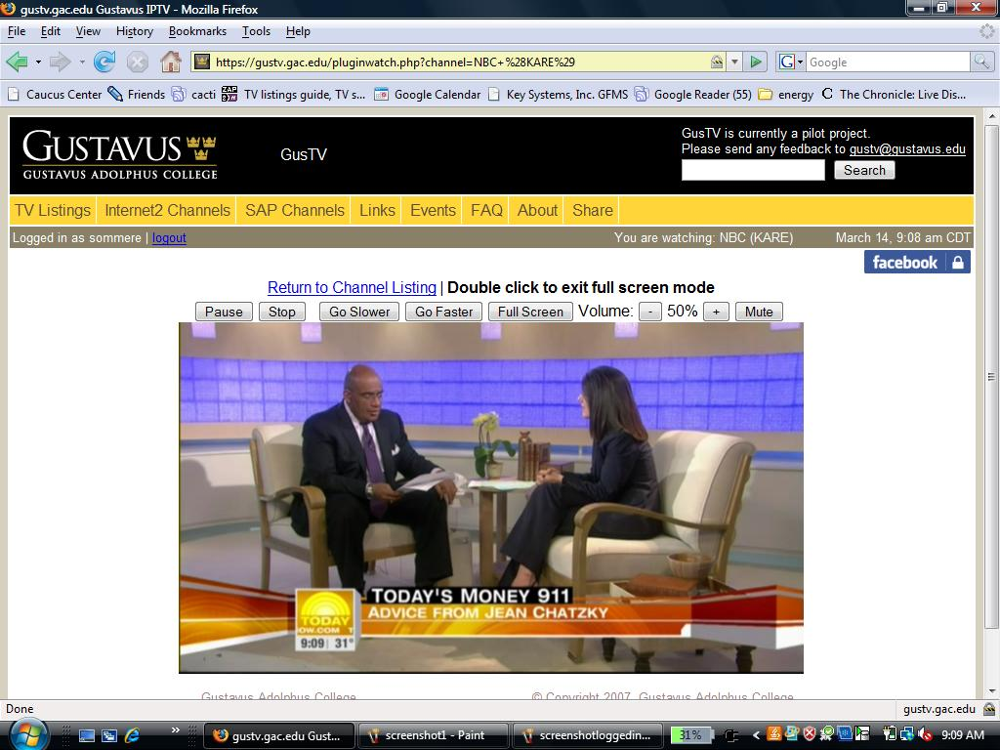 gustv.gac.edu Gustavus IPTV - Mozilla Firefox
File Edit View History Bookmarks Tools Help
https://gustv.gac.edu/pluginwatch.php?channel=NBC+%28KARE%29
G Google
Caucus Center Friends cacti ZAP TV listings guide, TV s... Google Calendar Key Systems, Inc. GFMS Google Reader (55) energy C The Chronicle: Live Dis...
GUSTAVUS
GUSTAVUS ADOLPHUS COLLEGE
GusTV
GusTV is currently a pilot project.
Please send any feedback to gustv@gustavus.edu
Search
TV Listings Internet2 Channels SAP Channels Links Events FAQ About Share
Logged in as sommere | logout You are watching: NBC (KARE) March 14, 9:08 am CDT
facebook
Return to Channel Listing | Double click to exit full screen mode
Pause Stop Go Slower Go Faster Full Screen Volume: - 50% + Mute
TODAY'S MONEY 911
ADVICE FROM JEAN CHATZKY
TODAY
OW.COM T
9:09 31°
Gustavus Adolphus College © Copyright 2007 Gustavus Adolphus College
Done gustv.gac.edu
gustv.gac.edu Gust... screenshot1 - Paint screenshotloggedin... 31% 9:09 AM